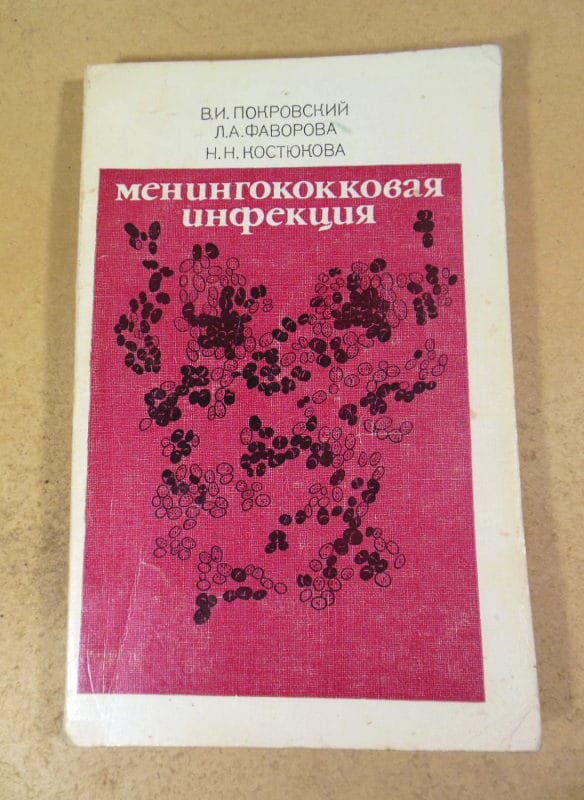 В.И. ПОКРОВСКИЙ
Л.А. ФАВОРОВА
Н.Н. КОСТЮКОВА
менингококковая
инфекция